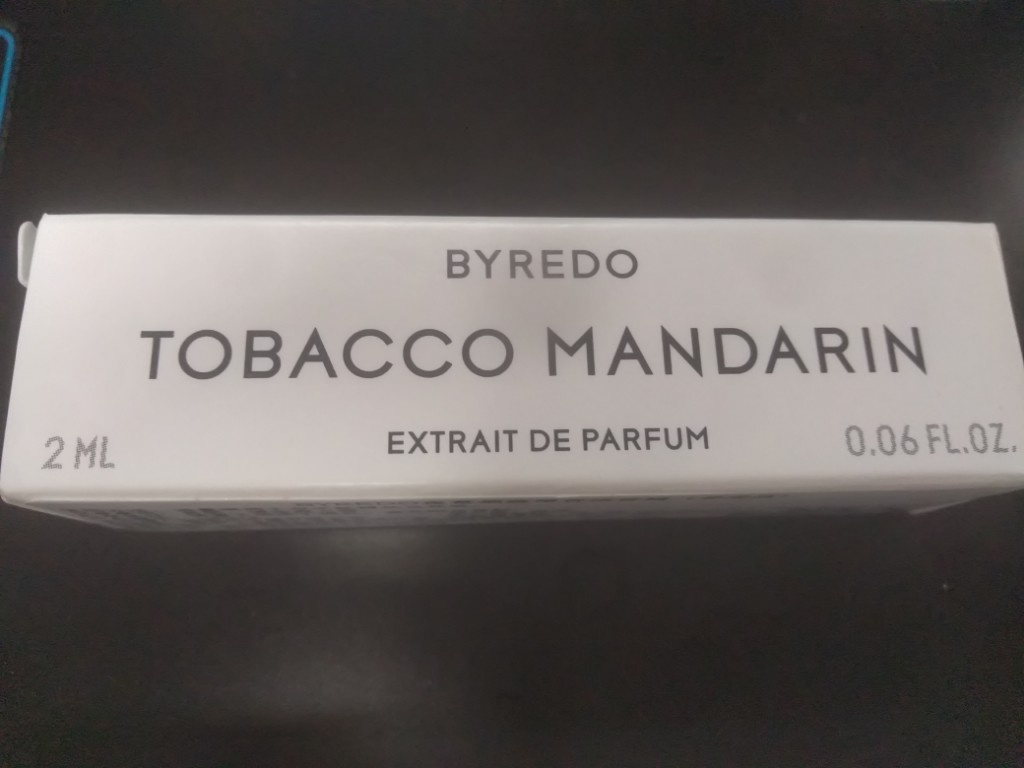 BYREDO
TOBACCO MANDARIN
2 ML EXTRAIT DE PARFUM 0.06 FL.OZ.